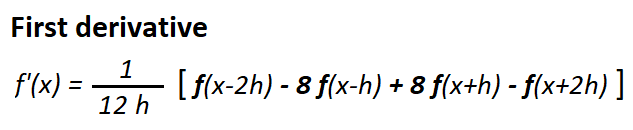 First derivative
f'(x) = 1/12 h [ f(x-2h) - 8 f(x-h) + 8 f(x+h) - f(x+2h) ]